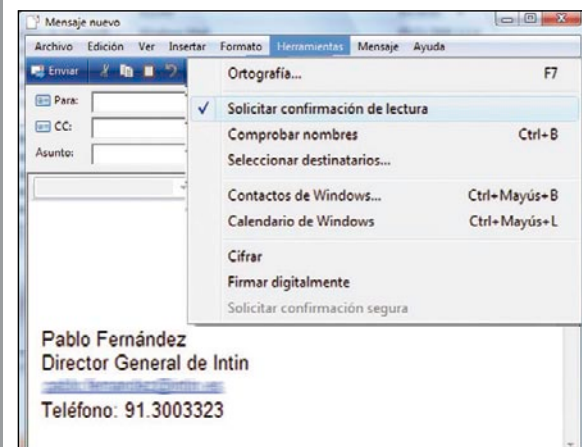 Mensaje nuevo
Archivo Edición Ver Insertar Formato Herramientas Mensaje Ayuda
Enviar
Ortografía... F7
Para:
Solicitar confirmación de lectura
CC:
Comprobar nombres Ctrl+B
Asunto:
Seleccionar destinatarios...
Contactos de Windows... Ctrl+Mayús+B
Calendario de Windows Ctrl+Mayús+L
Cifrar
Firmar digitalmente
Solicitar confirmación segura
Pablo Fernández
Director General de Intin
Teléfono: 91.3003323